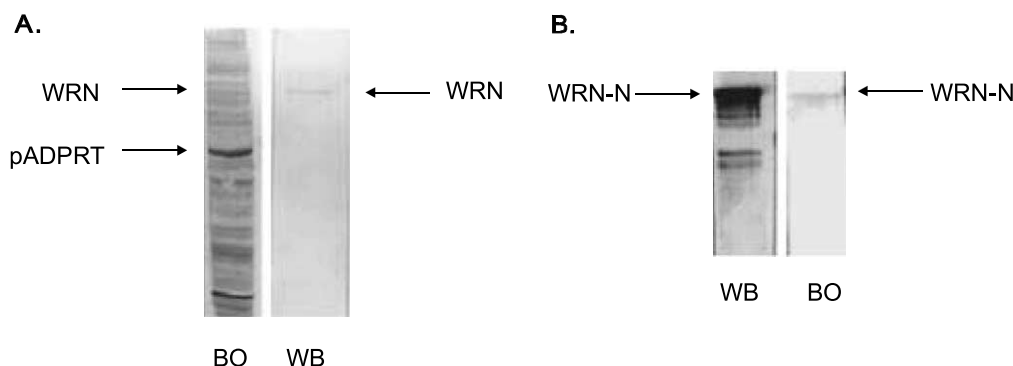 A.
WRN
WRN
pADPRT
BO WB
B.
WRN-N
WRN-N
WB BO